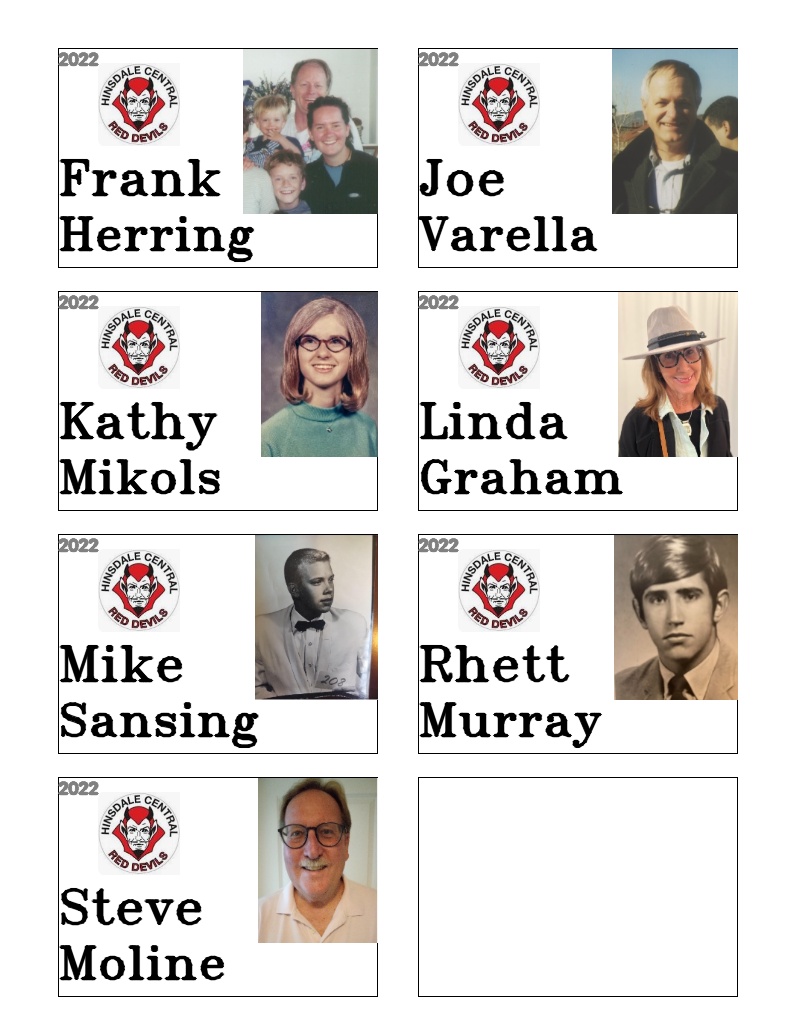 2022
HINSDALE CENTRAL
RED DEVILS
Frank
Herring
2022
HINSDALE CENTRAL
RED DEVILS
Joe
Varella
2022
HINSDALE CENTRAL
RED DEVILS
Kathy
Mikols
2022
HINSDALE CENTRAL
RED DEVILS
Linda
Graham
2022
HINSDALE CENTRAL
RED DEVILS
Mike
Sansing
208
2022
HINSDALE CENTRAL
RED DEVILS
Rhett
Murray
2022
HINSDALE CENTRAL
RED DEVILS
Steve
Moline